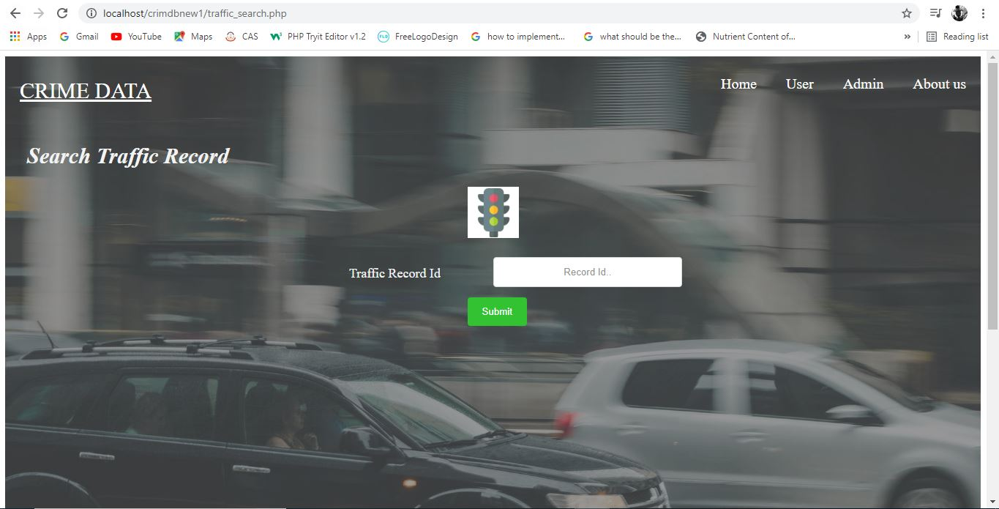 localhost/crimdbnew1/traffic_search.php
Apps Gmail YouTube Maps CAS PHP Tryit Editor v1.2 FreeLogoDesign how to implement... what should be the... Nutrient Content of... » Reading list
CRIME DATA Home User Admin About us
Search Traffic Record
Traffic Record Id Record Id..
Submit